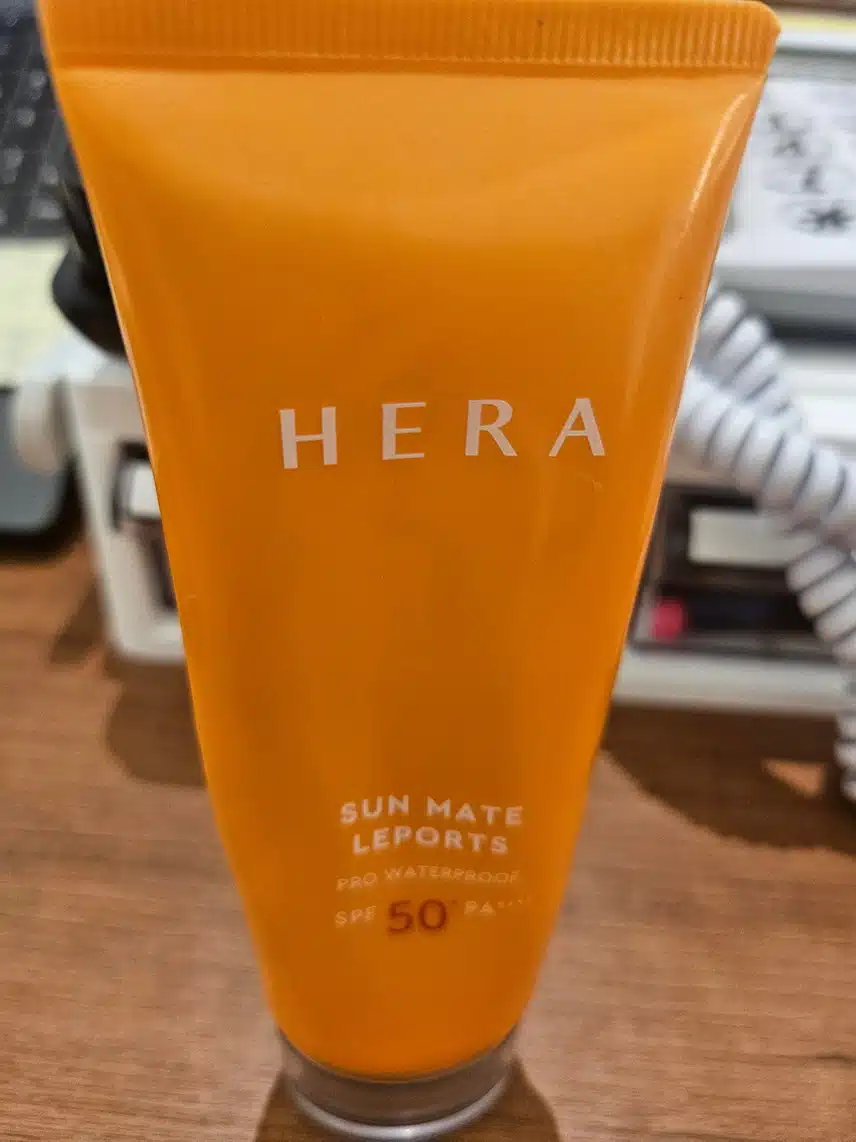 HERA
SUN MATE
LEPORTS
PRO WATERPROOF
SPF 50+ PA++++